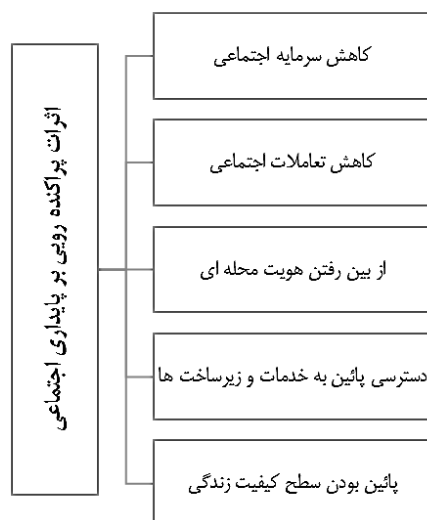 اثرات پراکنده رویی بر پایداری اجتماعی
کاهش سرمایه اجتماعی
کاهش تعاملات اجتماعی
از بین رفتن هویت محله ای
دسترسی پائین به خدمات و زیرساخت ها
پائین بودن سطح کیفیت زندگی